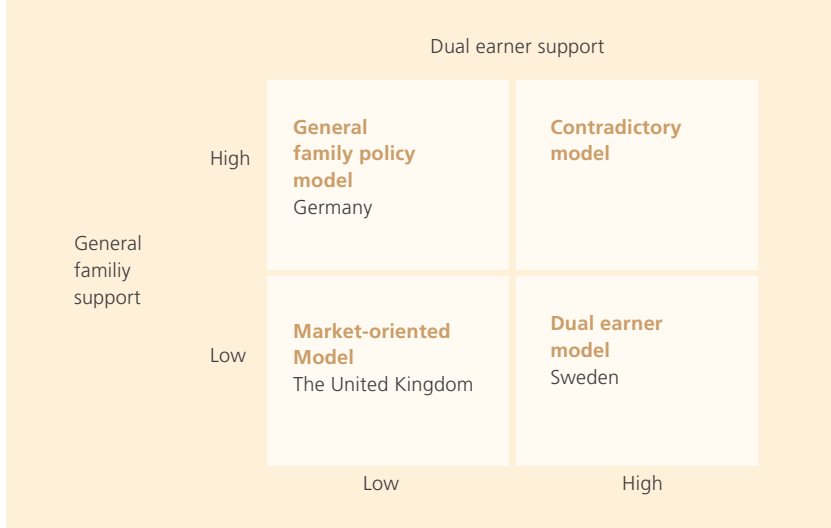 Dual earner support
General
family policy
model
Germany
Contradictory
model
High
General
familiy
support
Market-oriented
Model
The United Kingdom
Dual earner
model
Sweden
Low
Low
High